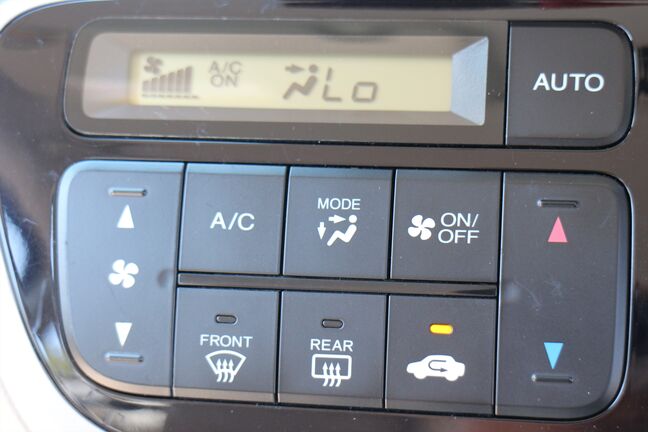 A/C
ON
Lo
AUTO
A/C
MODE
ON/
OFF
FRONT
REAR